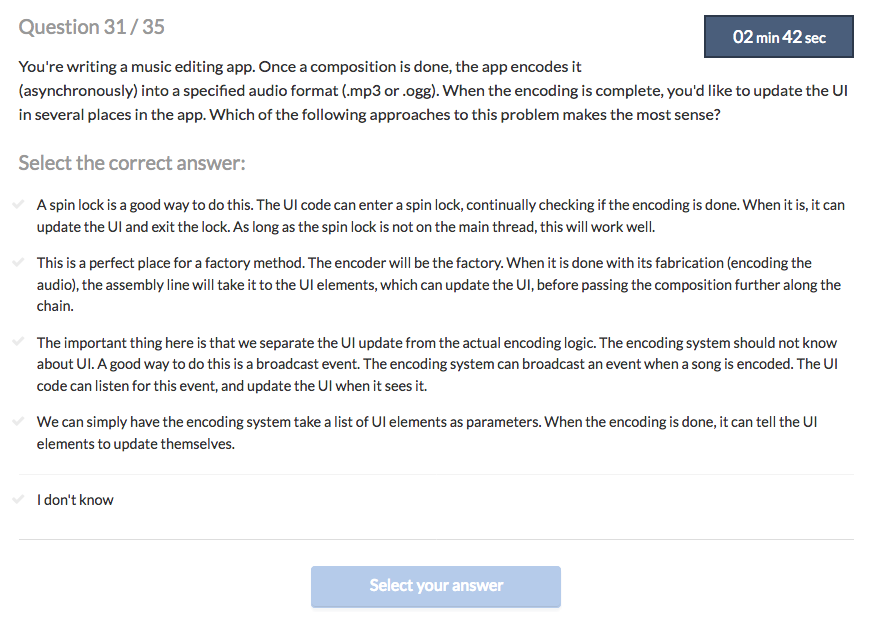 Question 31 / 35
02 min 42 sec
You're writing a music editing app. Once a composition is done, the app encodes it
(asynchronously) into a specified audio format (.mp3 or .ogg). When the encoding is complete, you'd like to update the UI
in several places in the app. Which of the following approaches to this problem makes the most sense?
Select the correct answer:
A spin lock is a good way to do this. The UI code can enter a spin lock, continually checking if the encoding is done. When it is, it can
update the UI and exit the lock. As long as the spin lock is not on the main thread, this will work well.
This is a perfect place for a factory method. The encoder will be the factory. When it is done with its fabrication (encoding the
audio), the assembly line will take it to the UI elements, which can update the UI, before passing the composition further along the
chain.
The important thing here is that we separate the UI update from the actual encoding logic. The encoding system should not know
about UI. A good way to do this is a broadcast event. The encoding system can broadcast an event when a song is encoded. The UI
code can listen for this event, and update the UI when it sees it.
We can simply have the encoding system take a list of UI elements as parameters. When the encoding is done, it can tell the UI
elements to update themselves.
I don't know
Select your answer